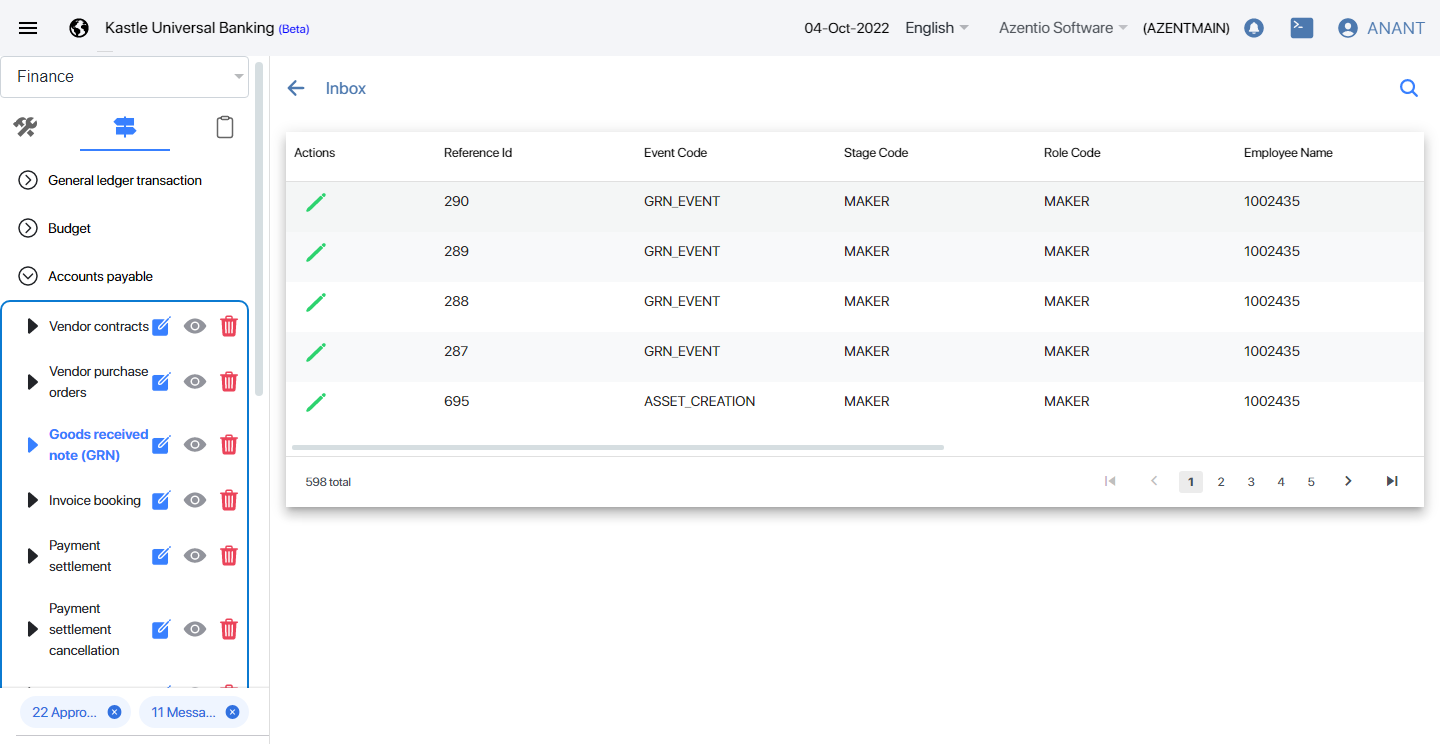 Kastle Universal Banking (Beta)
04-Oct-2022 English Azentio Software (AZENTMAIN) ANANT
Finance
General ledger transaction
Budget
Accounts payable
Vendor contracts
Vendor purchase
orders
Goods received
note (GRN)
Invoice booking
Payment
settlement
Payment
settlement
cancellation
22 Appro... 11 Messa...
Inbox
Actions Reference Id Event Code Stage Code Role Code Employee Name
290 GRN_EVENT MAKER MAKER 1002435
289 GRN_EVENT MAKER MAKER 1002435
288 GRN_EVENT MAKER MAKER 1002435
287 GRN_EVENT MAKER MAKER 1002435
695 ASSET_CREATION MAKER MAKER 1002435
598 total 1 2 3 4 5